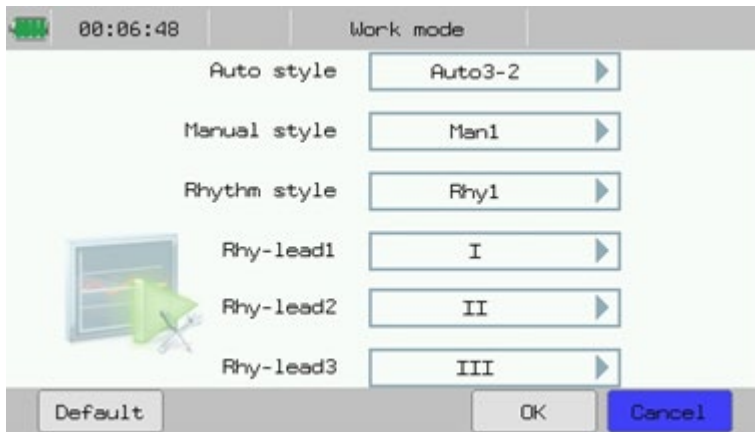 00:06:48 Work mode
Auto style Auto3-2
Manual style Man1
Rhythm style Rhy1
Rhy-lead1 I
Rhy-lead2 II
Rhy-lead3 III
Default OK Cancel